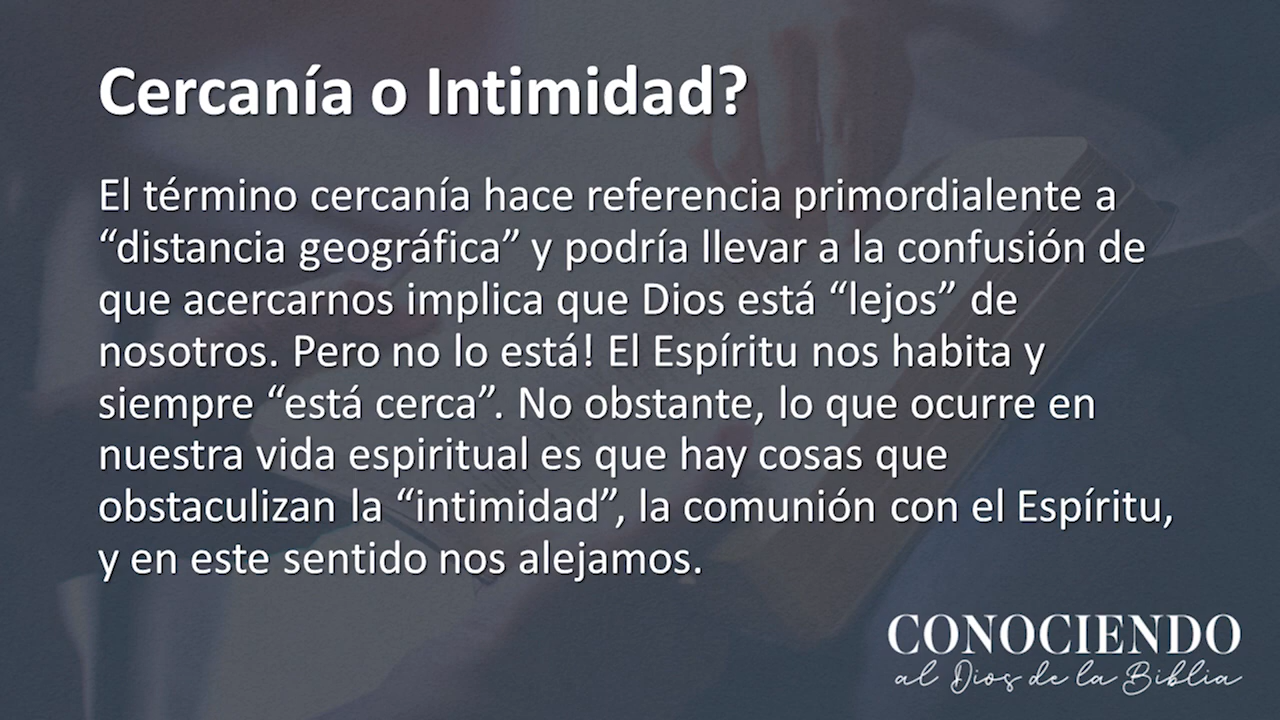 Cercanía o Intimidad?
El término cercanía hace referencia primordialente a
“distancia geográfica” y podría llevar a la confusión de
que acercarnos implica que Dios está “lejos” de
nosotros. Pero no lo está! El Espíritu nos habita y
siempre “está cerca”. No obstante, lo que ocurre en
nuestra vida espiritual es que hay cosas que
obstaculizan la “intimidad”, la comunión con el Espíritu,
y en este sentido nos alejamos.
CONOCIENDO
al Dios de la Biblia